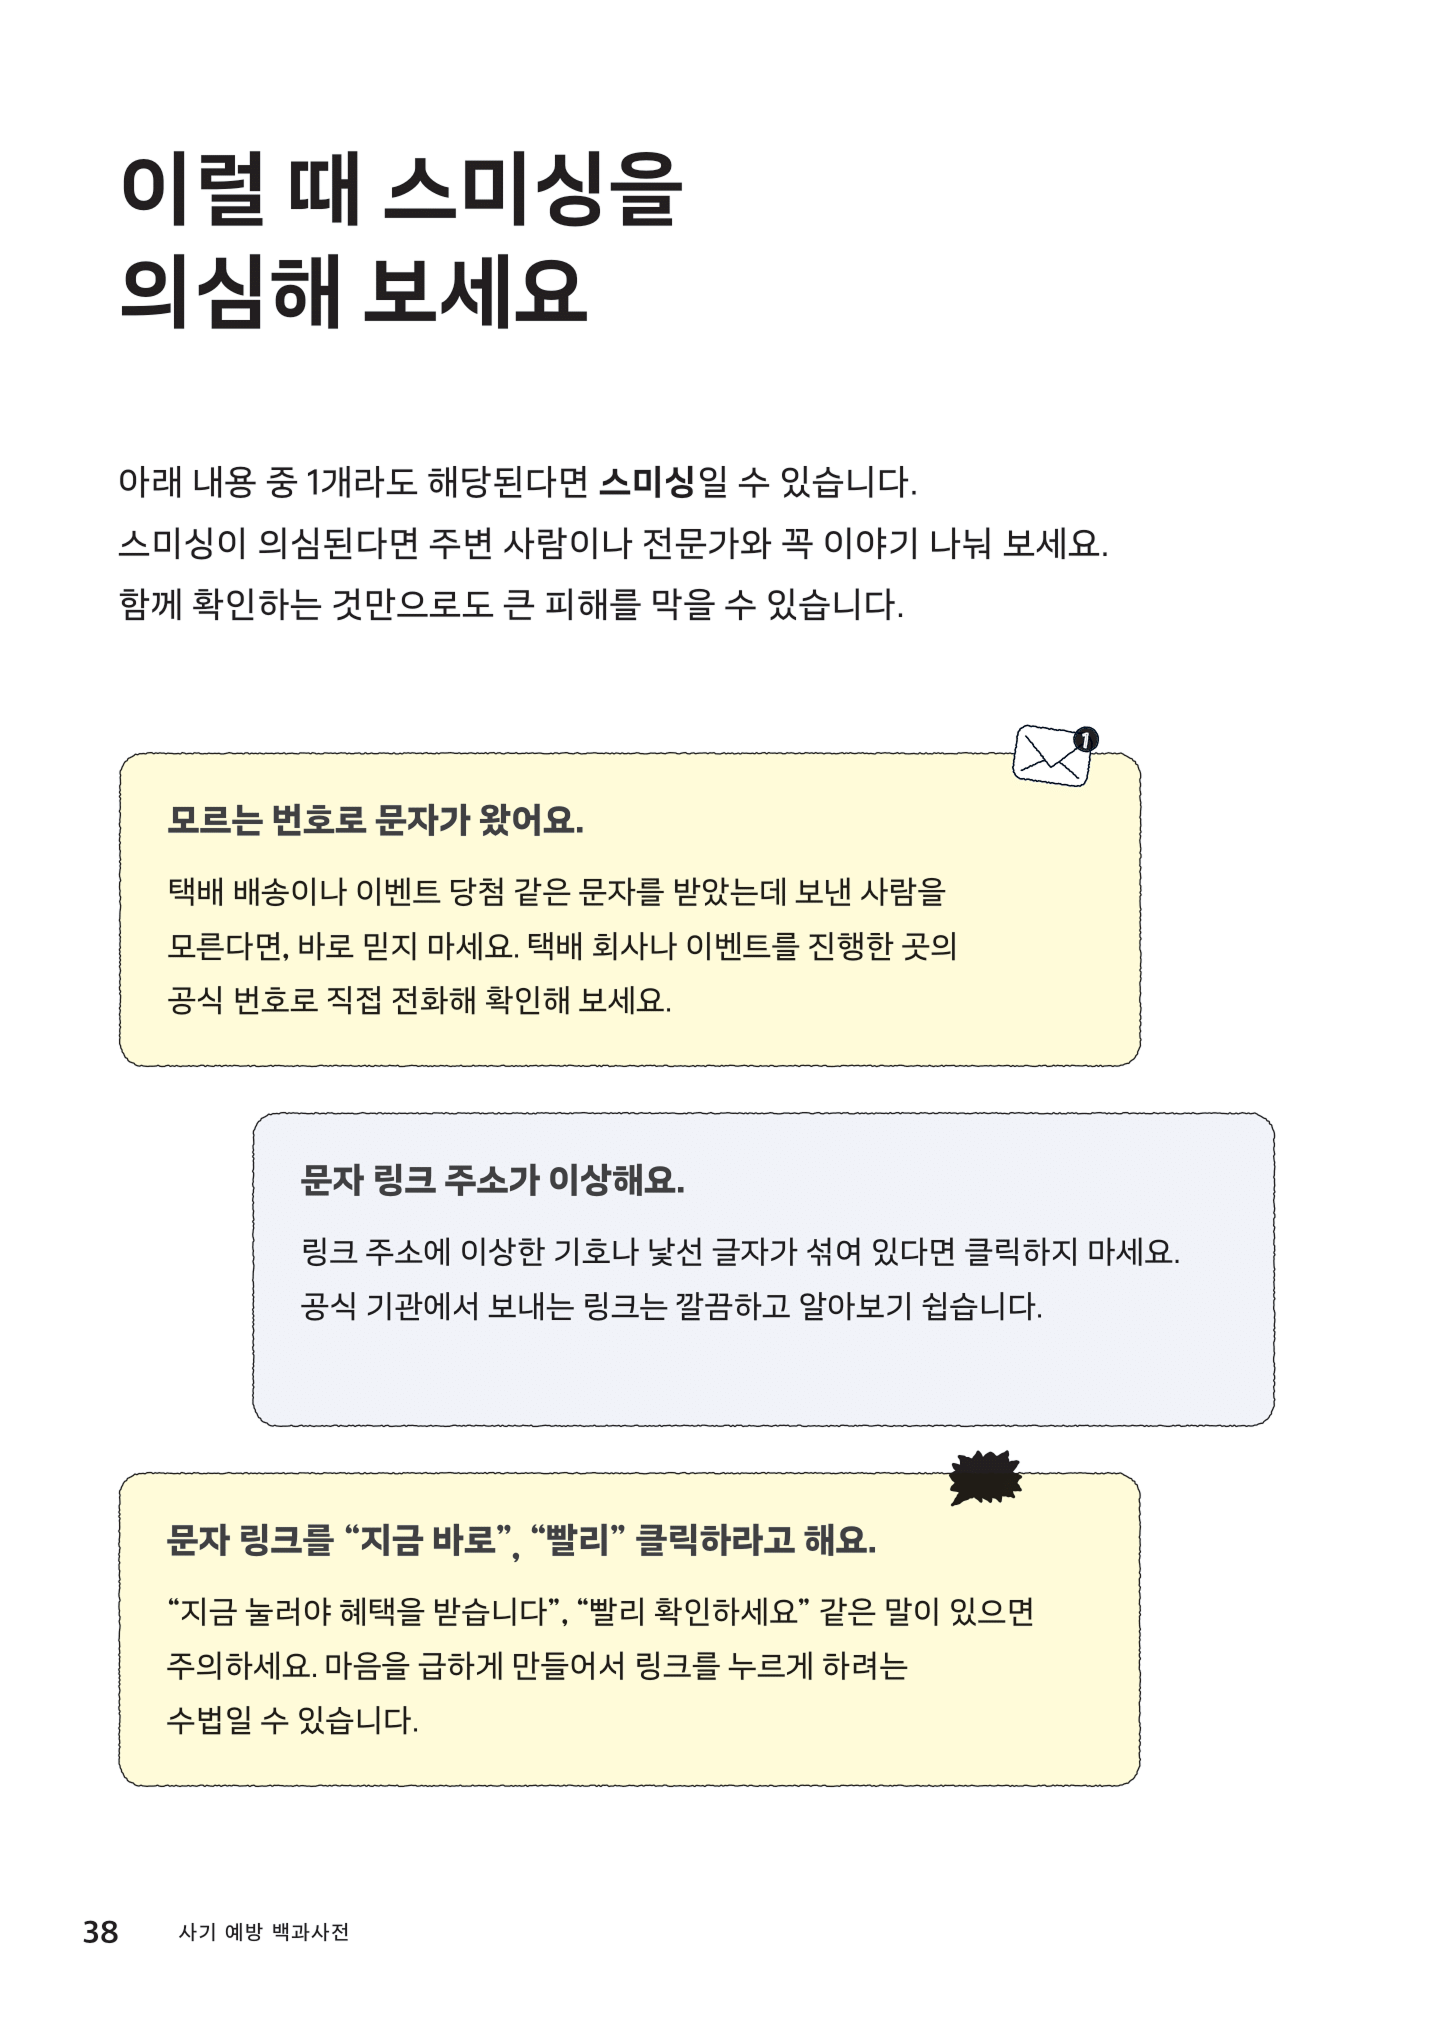 이럴 때 스미싱을
의심해 보세요
아래 내용 중 1개라도 해당된다면 스미싱일 수 있습니다.
스미싱이 의심된다면 주변 사람이나 전문가와 꼭 이야기 나눠 보세요.
함께 확인하는 것만으로도 큰 피해를 막을 수 있습니다.
1
모르는 번호로 문자가 왔어요.
택배 배송이나 이벤트 당첨 같은 문자를 받았는데 보낸 사람을
모른다면, 바로 믿지 마세요. 택배 회사나 이벤트를 진행한 곳의
공식 번호로 직접 전화해 확인해 보세요.
문자 링크 주소가 이상해요.
링크 주소에 이상한 기호나 낯선 글자가 섞여 있다면 클릭하지 마세요.
공식 기관에서 보내는 링크는 깔끔하고 알아보기 쉽습니다.
문자 링크를 “지금 바로”, “빨리” 클릭하라고 해요.
“지금 눌러야 혜택을 받습니다”, “빨리 확인하세요” 같은 말이 있으면
주의하세요. 마음을 급하게 만들어서 링크를 누르게 하려는
수법일 수 있습니다.
38 사기 예방 백과사전